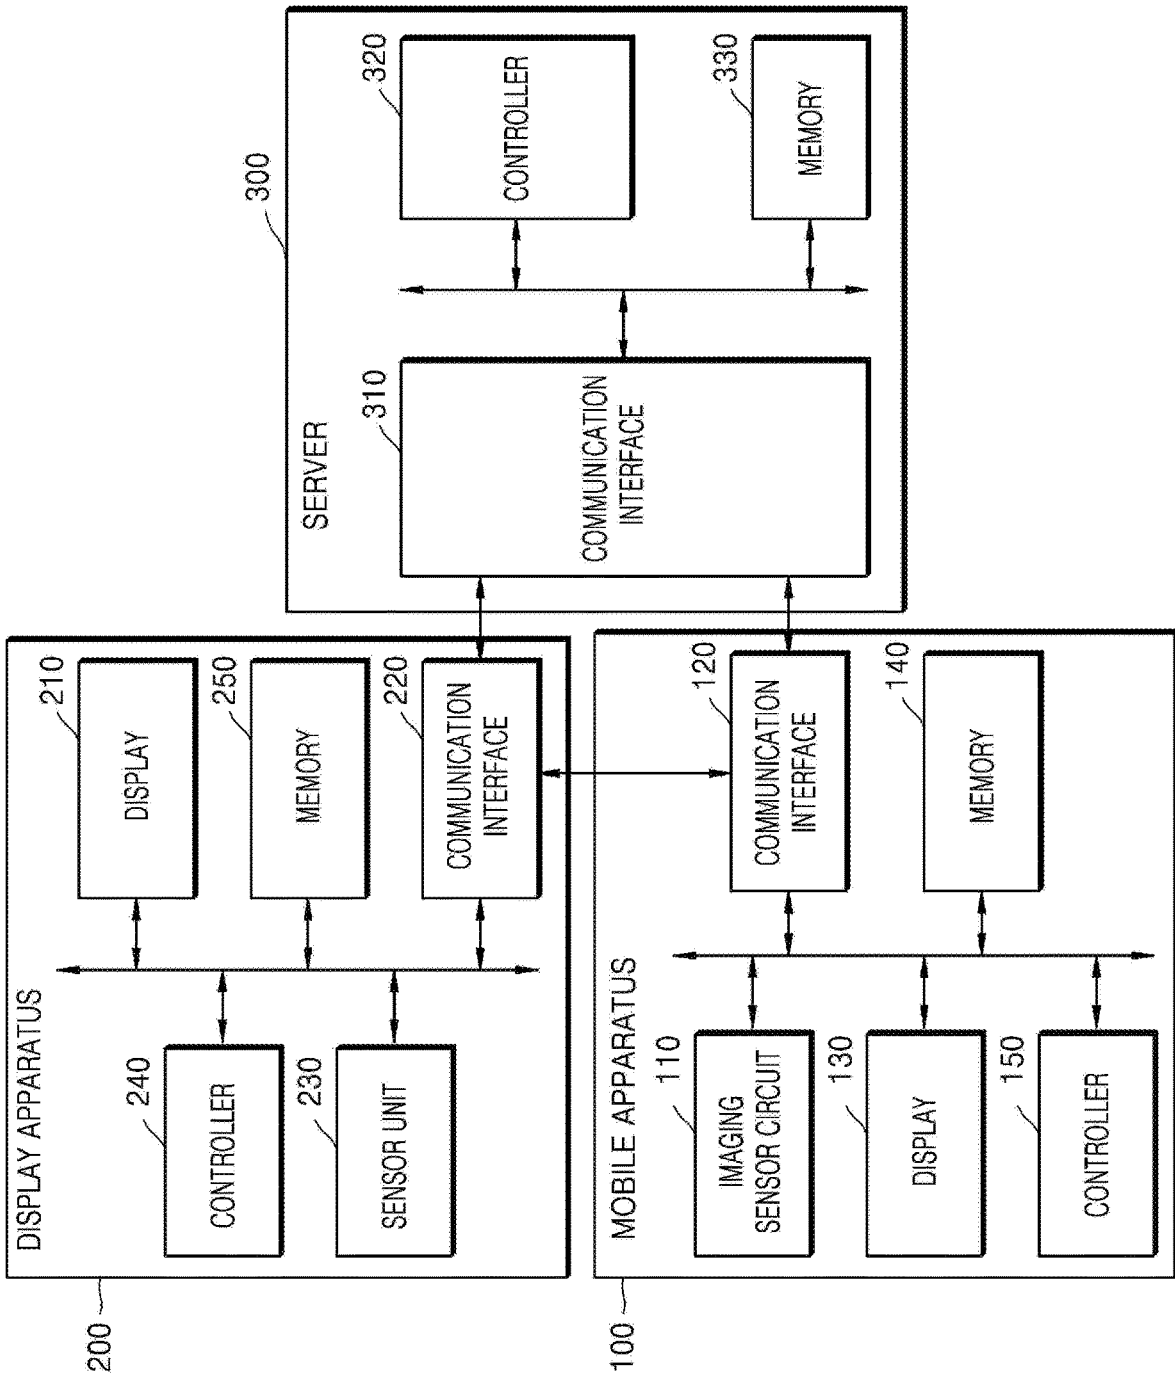 200
DISPLAY APPARATUS
210
DISPLAY
240
CONTROLLER
250
MEMORY
230
SENSOR UNIT
220
COMMUNICATION
INTERFACE
300
SERVER
310
COMMUNICATION
INTERFACE
320
CONTROLLER
330
MEMORY
100
MOBILE APPARATUS
110
IMAGING
SENSOR CIRCUIT
120
COMMUNICATION
INTERFACE
130
DISPLAY
140
MEMORY
150
CONTROLLER